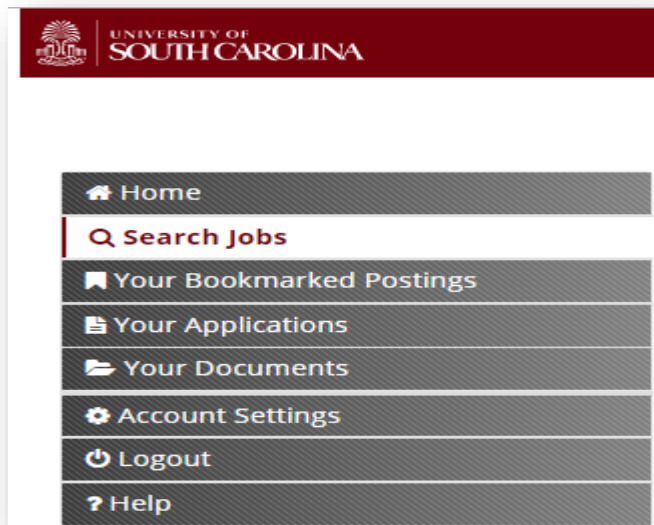 UNIVERSITY OF
SOUTH CAROLINA
Home
Search Jobs
Your Bookmarked Postings
Your Applications
Your Documents
Account Settings
Logout
? Help